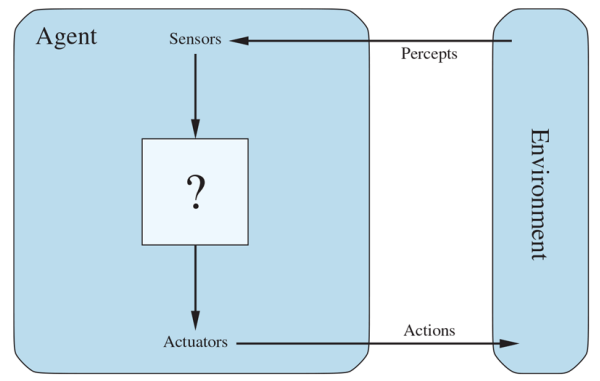 Agent
Sensors
Percepts
?
Environment
Actuators
Actions